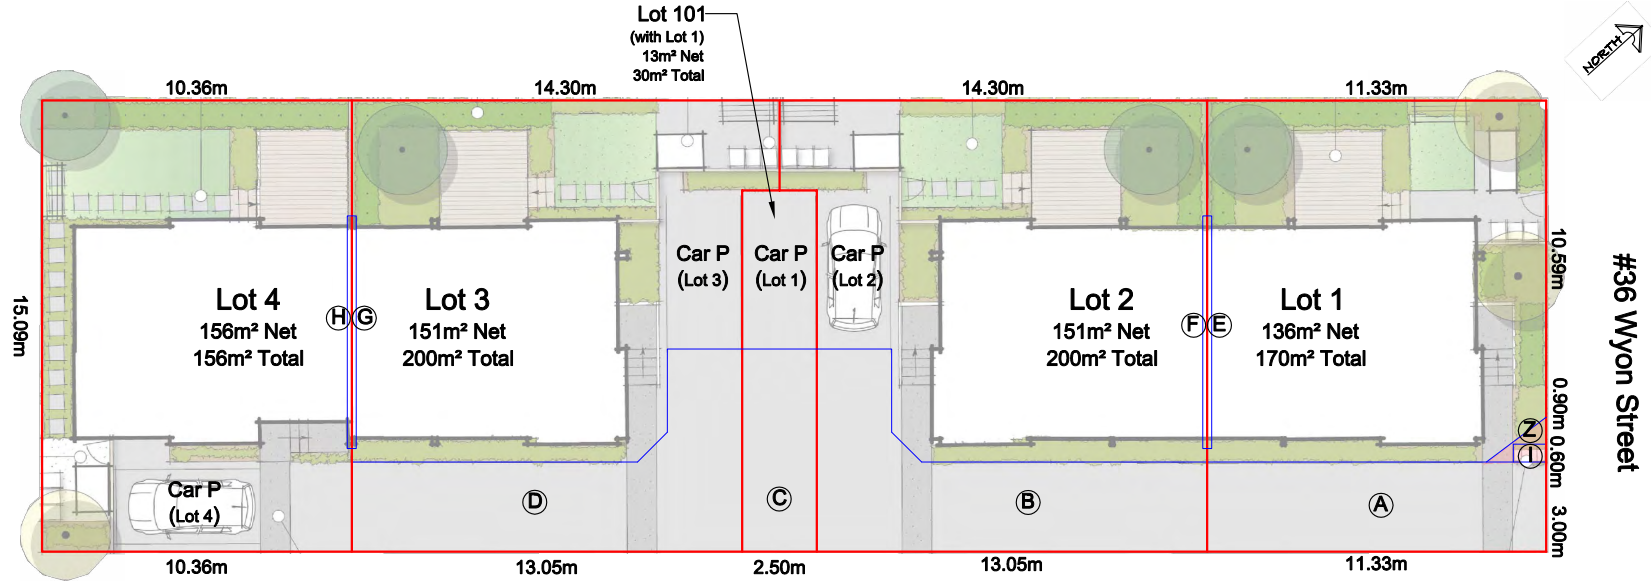 Lot 101
(with Lot 1)
13m² Net
30m² Total
NORTH
10.36m
14.30m
14.30m
11.33m
Car P
(Lot 3)
Car P
(Lot 1)
Car P
(Lot 2)
Lot 4
156m² Net
156m² Total
H
G
Lot 3
151m² Net
200m² Total
Lot 2
151m² Net
200m² Total
F
E
Lot 1
136m² Net
170m² Total
15.09m
10.59m
0.90m
0.60m
3.00m
#36 Wyon Street
Z
I
Car P
(Lot 4)
D
C
B
A
10.36m
13.05m
2.50m
13.05m
11.33m